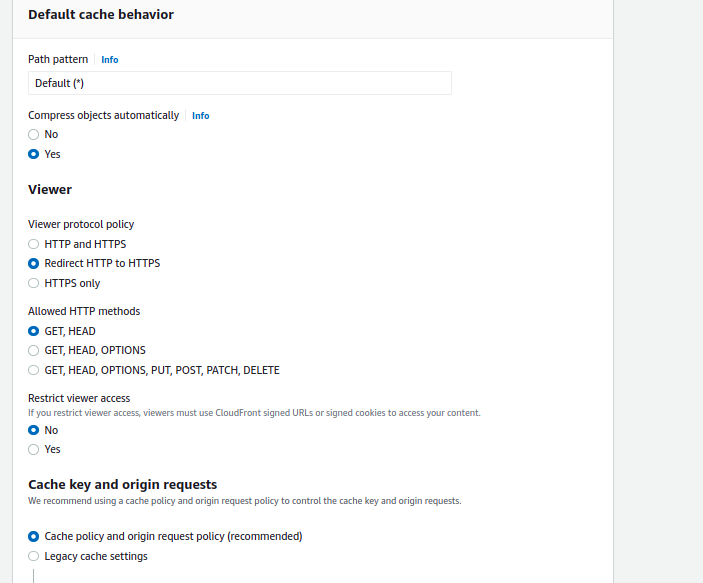 Default cache behavior
Path pattern Info
Default (*)
Compress objects automatically Info
No
Yes
Viewer
Viewer protocol policy
HTTP and HTTPS
Redirect HTTP to HTTPS
HTTPS only
Allowed HTTP methods
GET, HEAD
GET, HEAD, OPTIONS
GET, HEAD, OPTIONS, PUT, POST, PATCH, DELETE
Restrict viewer access
If you restrict viewer access, viewers must use CloudFront signed URLs or signed cookies to access your content.
No
Yes
Cache key and origin requests
We recommend using a cache policy and origin request policy to control the cache key and origin requests.
Cache policy and origin request policy (recommended)
Legacy cache settings